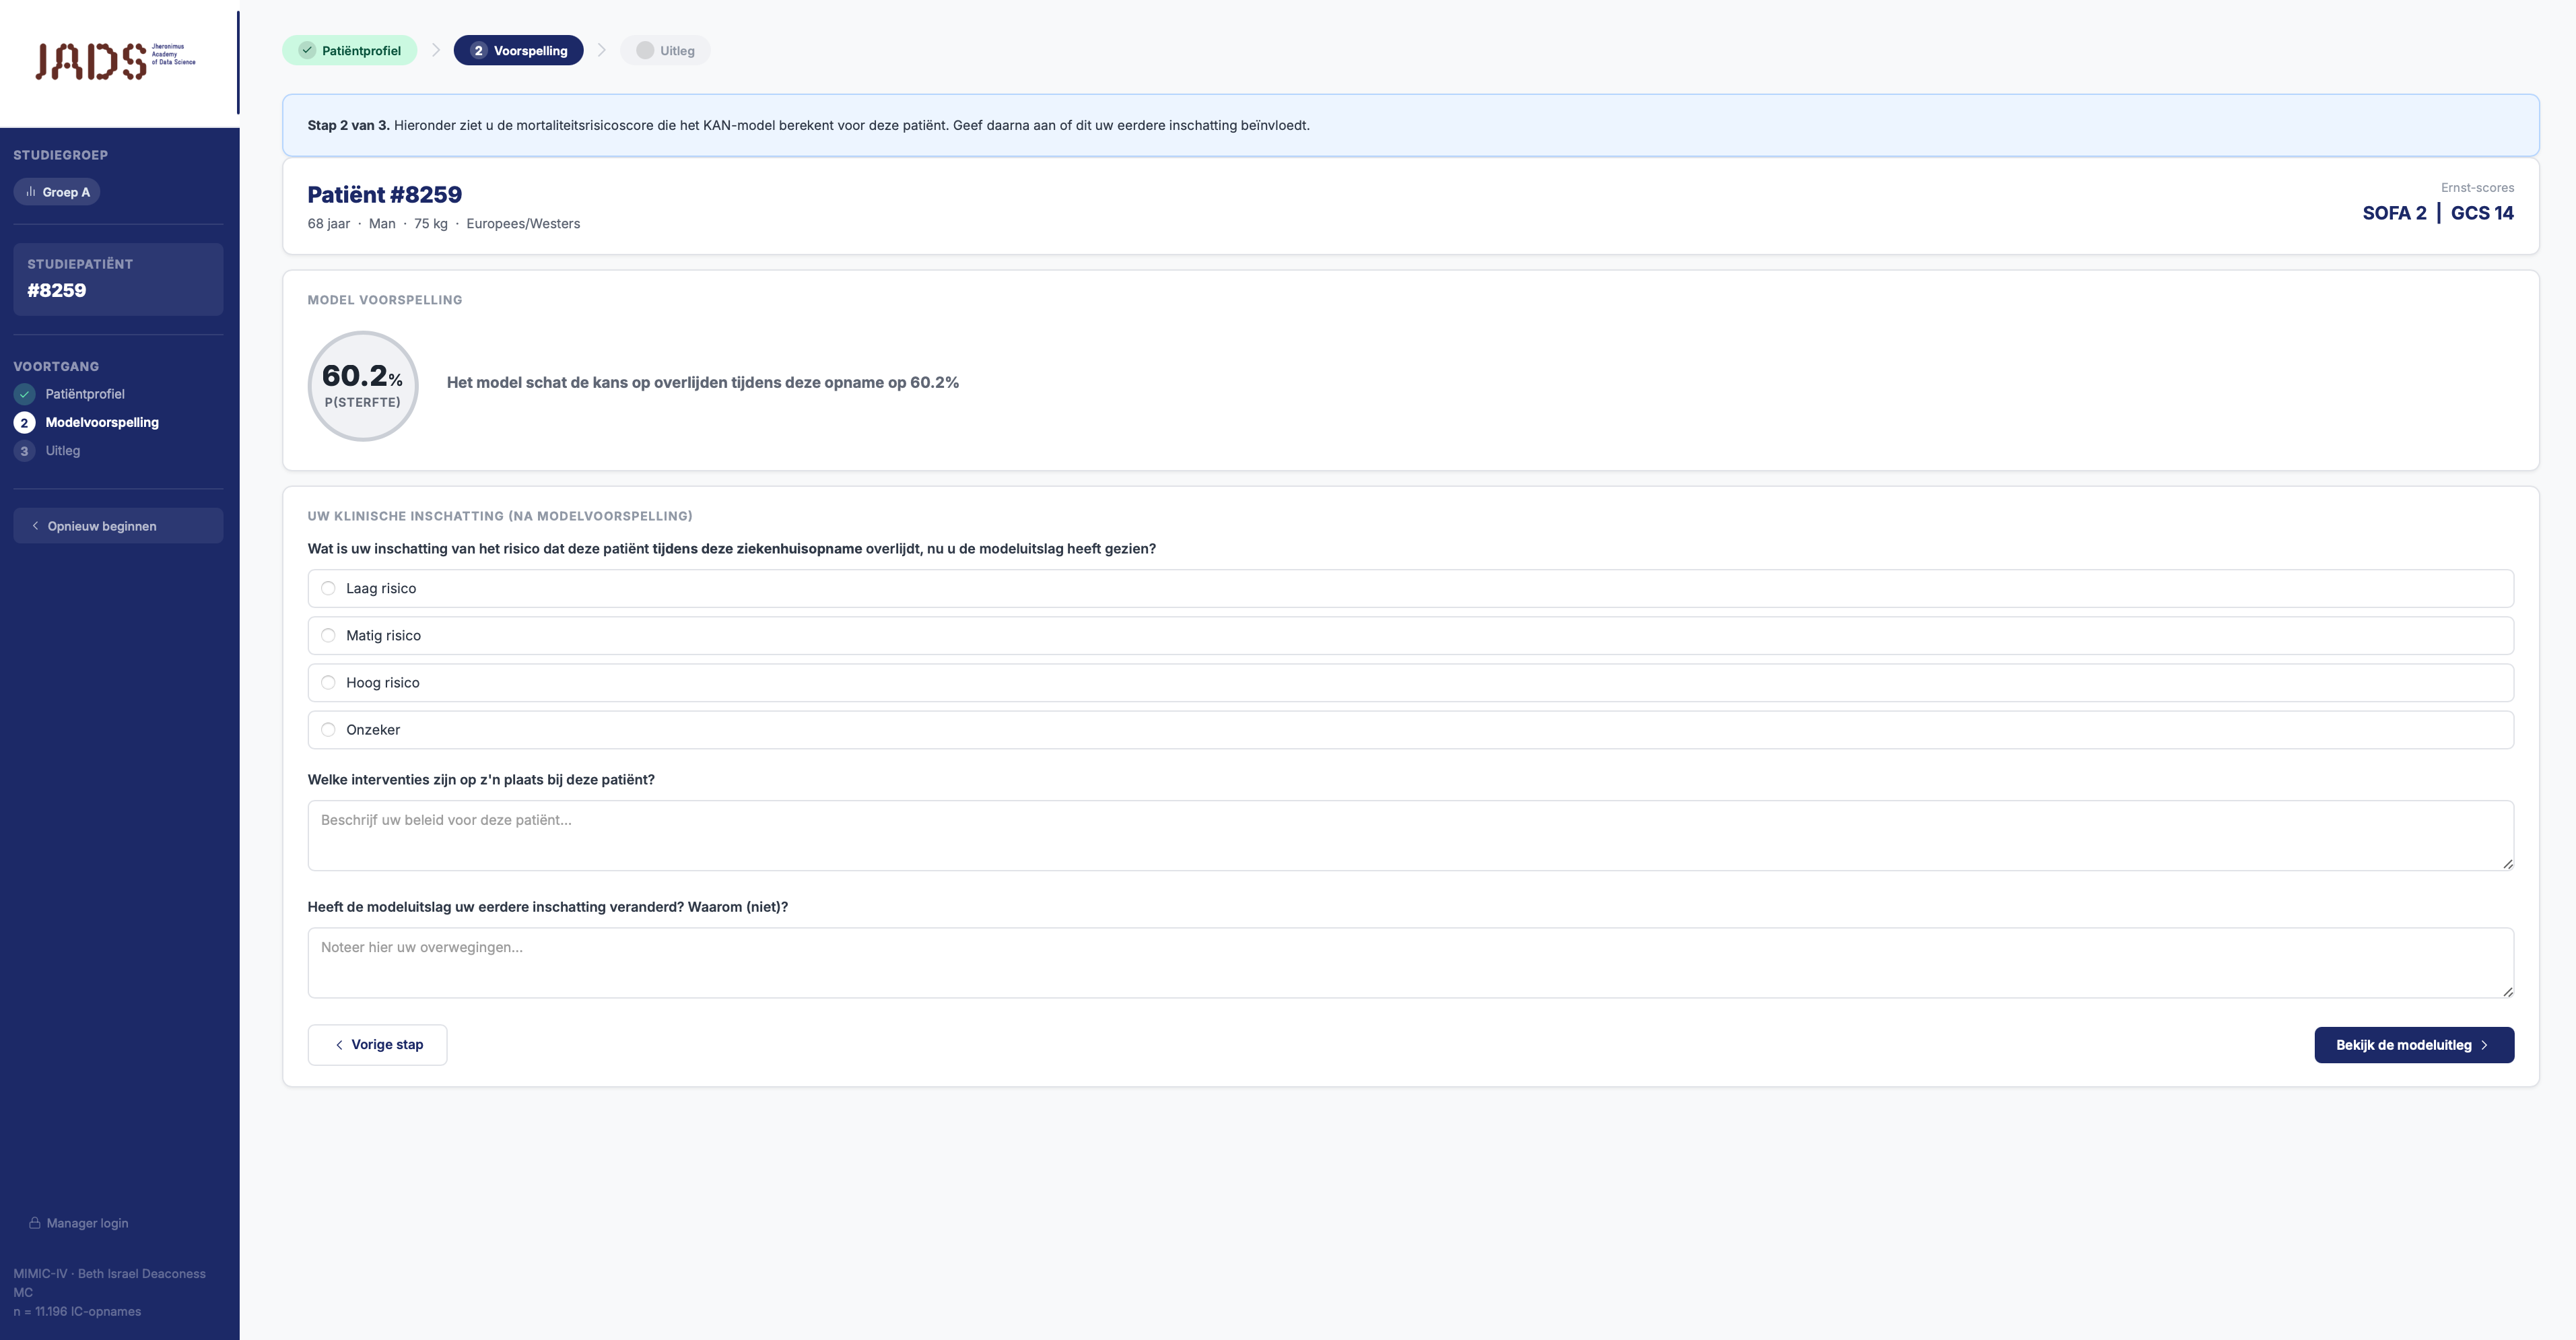 JADS
Jheronimus
Academy
of Data Science
STUDIEGROEP
Groep A
STUDIEPATIËNT
#8259
VOORTGANG
Patiëntprofiel
2 Modelvoorspelling
3 Uitleg
Opnieuw beginnen
Manager login
MIMIC-IV · Beth Israel Deaconess
MC
n = 11.196 IC-opnames
Patiëntprofiel
2 Voorspelling
Uitleg
Stap 2 van 3. Hieronder ziet u de mortaliteitsrisicoscore die het KAN-model berekent voor deze patiënt. Geef daarna aan of dit uw eerdere inschatting beïnvloedt.
Patiënt #8259
68 jaar · Man · 75 kg · Europees/Westers
Ernst-scores
SOFA 2 | GCS 14
MODEL VOORSPELLING
60.2%
P(STERFTE)
Het model schat de kans op overlijden tijdens deze opname op 60.2%
UW KLINISCHE INSCHATTING (NA MODELVOORSPELLING)
Wat is uw inschatting van het risico dat deze patiënt tijdens deze ziekenhuisopname overlijdt, nu u de modeluitslag heeft gezien?
Laag risico
Matig risico
Hoog risico
Onzeker
Welke interventies zijn op z'n plaats bij deze patiënt?
Beschrijf uw beleid voor deze patiënt...
Heeft de modeluitslag uw eerdere inschatting veranderd? Waarom (niet)?
Noteer hier uw overwegingen...
Vorige stap
Bekijk de modeluitleg